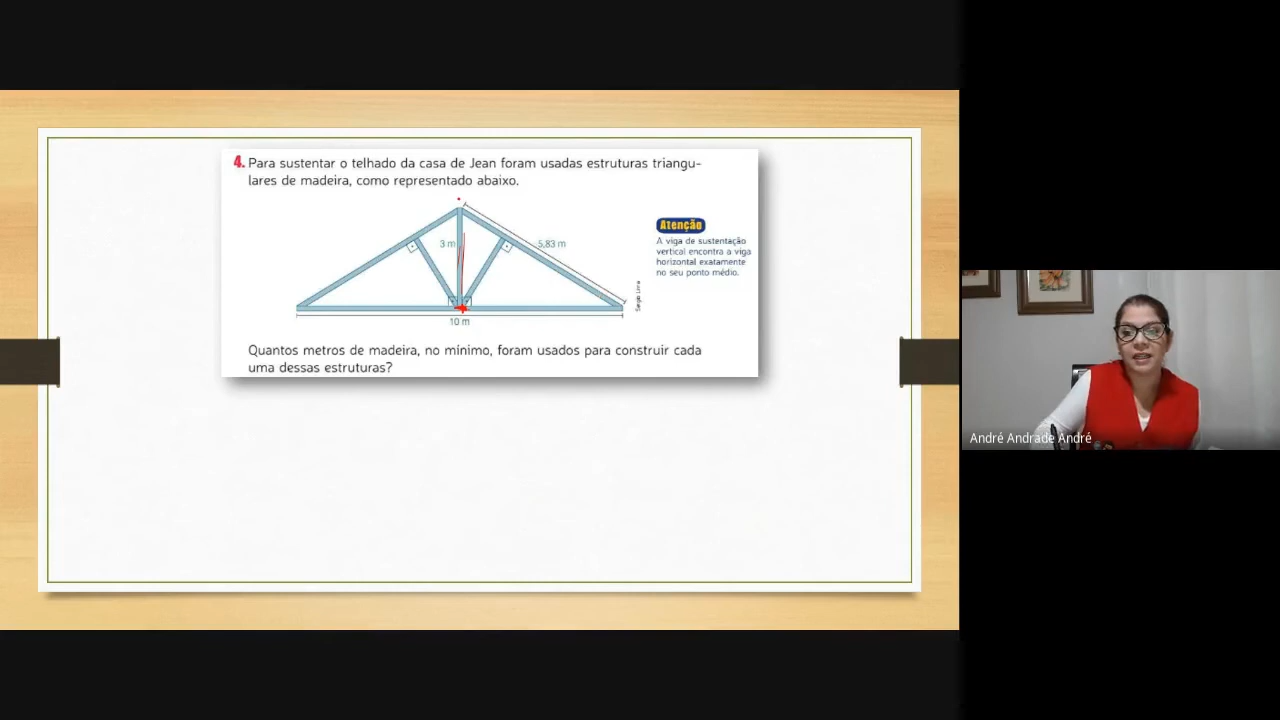 4. Para sustentar o telhado da casa de Jean foram usadas estruturas triangu-
lares de madeira, como representado abaixo.
Atenção
A viga de sustentação
vertical encontra a viga
horizontal exatamente
no seu ponto médio.
3 m
5,83 m
10 m
Sergio Lima
Quantos metros de madeira, no mínimo, foram usados para construir cada
uma dessas estruturas?
André Andrade André